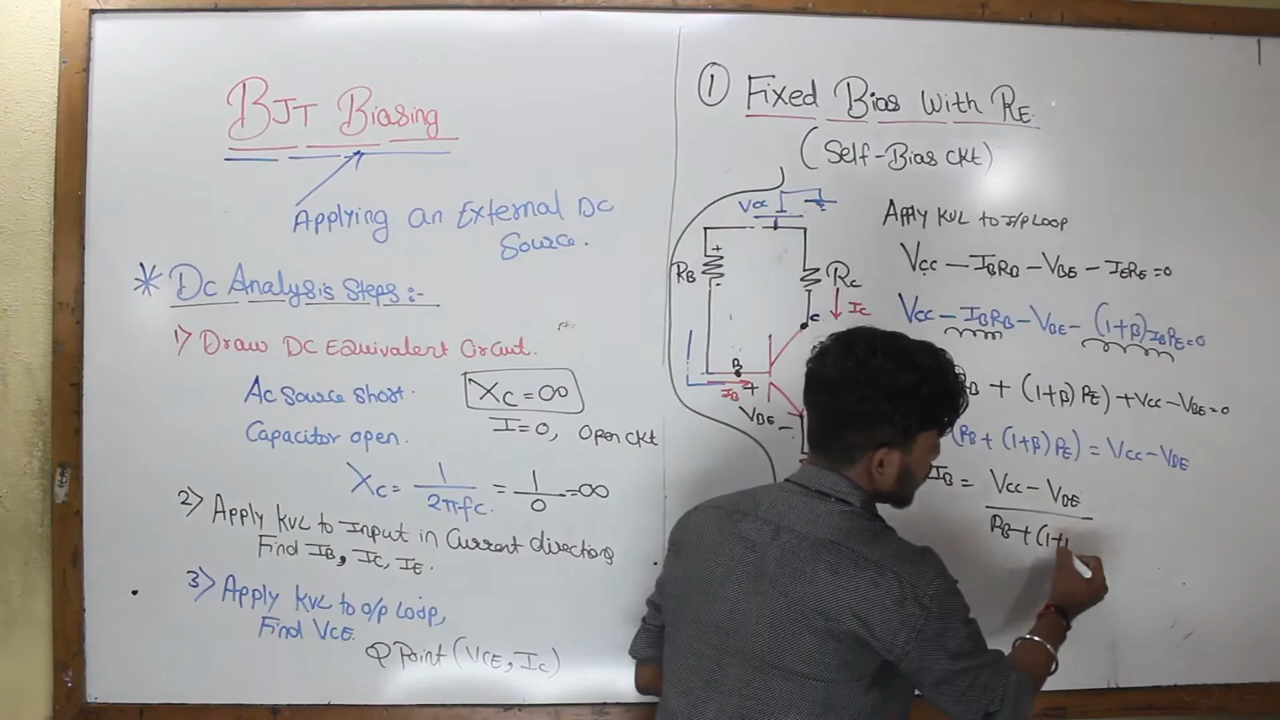 BJT Biasing
Applying an External DC
Source.
* Dc Analysis Steps:-
1) Draw DC Equivalent Circuit.
Ac source short.
Capacitor open.
XC = ∞
I=0, Open ckt
XC = 1/2πfc. = 1/0 = ∞
2) Apply KVL to Input in Current directions
Find IB, IC, IE.
3) Apply KVL to o/p Loop,
Find VCE.
Q Point (VCE, IC)
① Fixed Bias With RE.
(Self-Bias ckt)
VCC
RB
RC
IC
C
B
IB
+
-
VBE
+
-
Apply KVL to I/p LOOP
VCC - IBRB - VBE - IERE = 0
VCC - IBRB - VBE - (1+β)IBRE = 0
B + (1+β) RE) + VCC - VBE = 0
(RB + (1+β) RE) = VCC - VBE
IB = VCC - VBE
RB + (1+